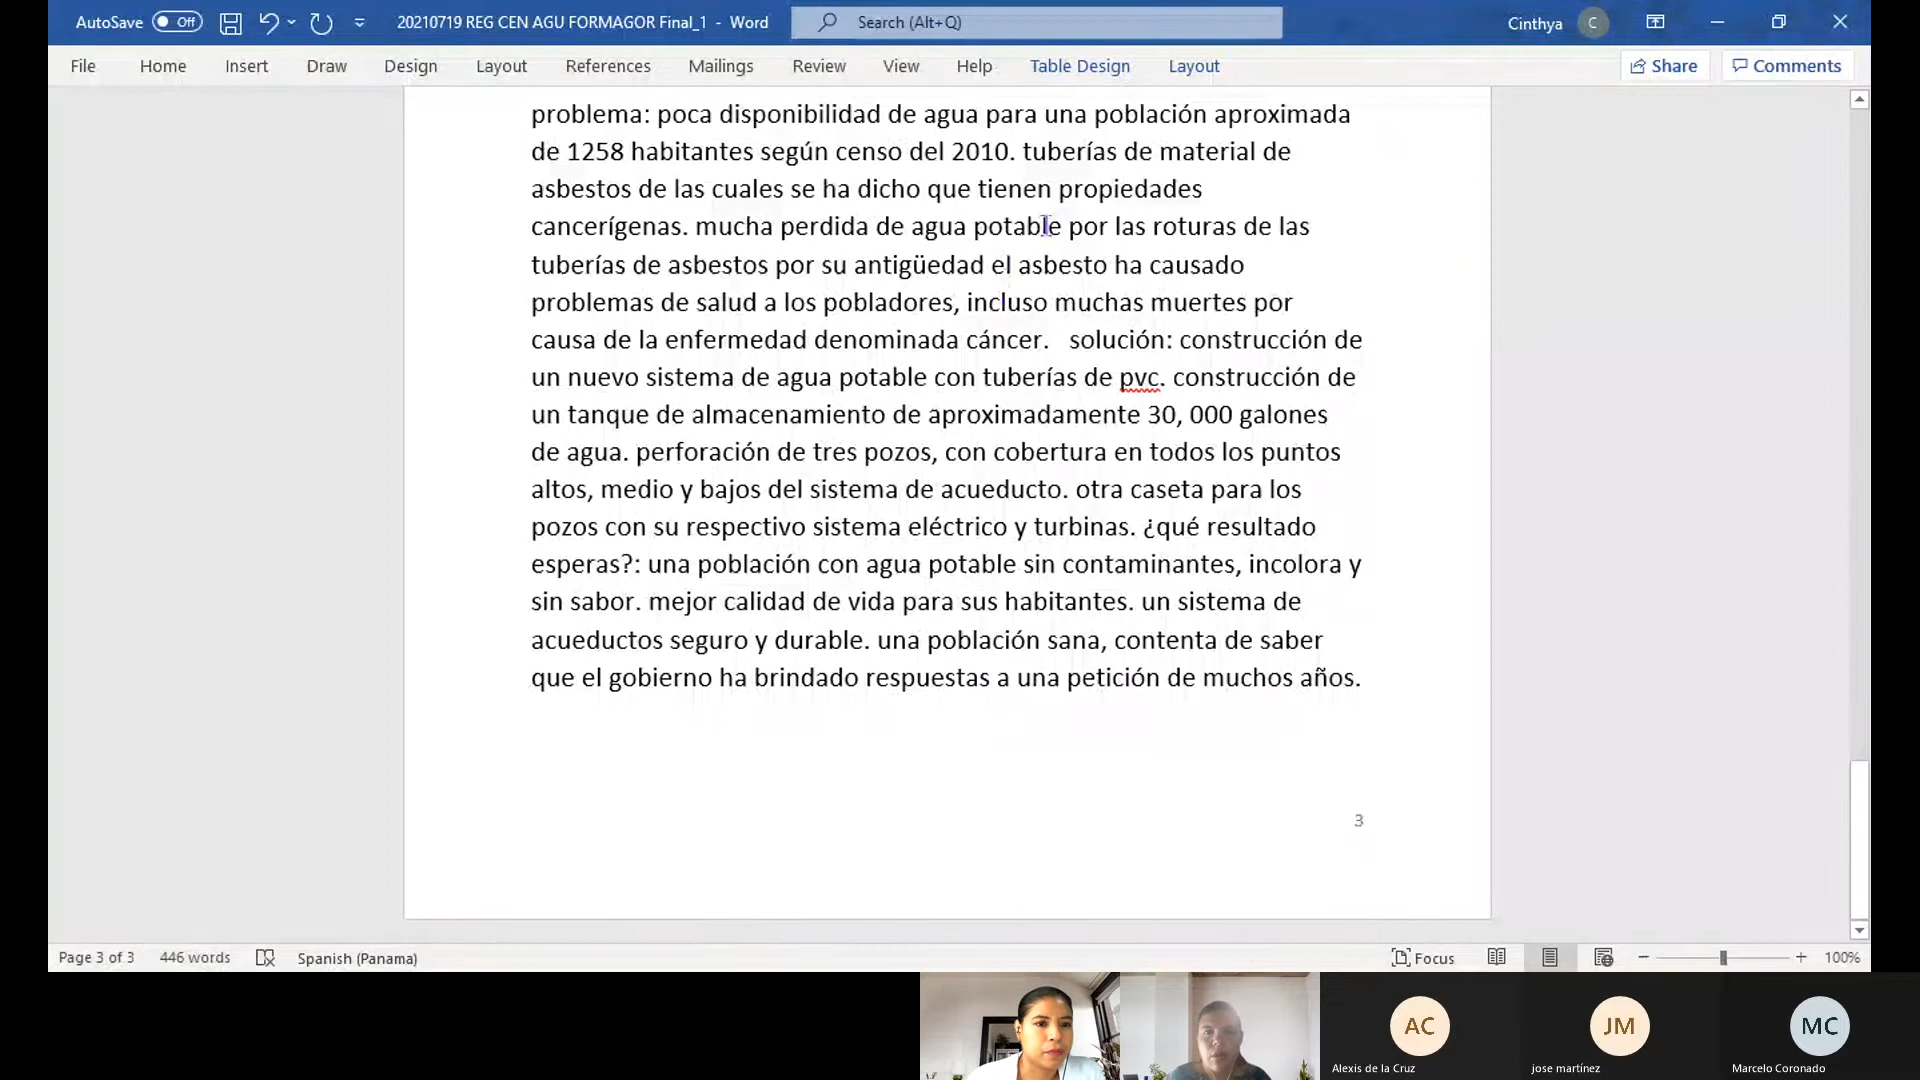 AutoSave Off 20210719 REG CEN AGU FORMAGOR Final_1 - Word Search (Alt+Q) Cinthya C
File Home Insert Draw Design Layout References Mailings Review View Help Table Design Layout Share Comments
problema: poca disponibilidad de agua para una población aproximada
de 1258 habitantes según censo del 2010. tuberías de material de
asbestos de las cuales se ha dicho que tienen propiedades
cancerígenas. mucha perdida de agua potable por las roturas de las
tuberías de asbestos por su antigüedad el asbesto ha causado
problemas de salud a los pobladores, incluso muchas muertes por
causa de la enfermedad denominada cáncer. solución: construcción de
un nuevo sistema de agua potable con tuberías de pvc. construcción de
un tanque de almacenamiento de aproximadamente 30, 000 galones
de agua. perforación de tres pozos, con cobertura en todos los puntos
altos, medio y bajos del sistema de acueducto. otra caseta para los
pozos con su respectivo sistema eléctrico y turbinas. ¿qué resultado
esperas?: una población con agua potable sin contaminantes, incolora y
sin sabor. mejor calidad de vida para sus habitantes. un sistema de
acueductos seguro y durable. una población sana, contenta de saber
que el gobierno ha brindado respuestas a una petición de muchos años.
3
Page 3 of 3 446 words Spanish (Panama) Focus 100%
AC JM MC
Alexis de la Cruz jose martínez Marcelo Coronado